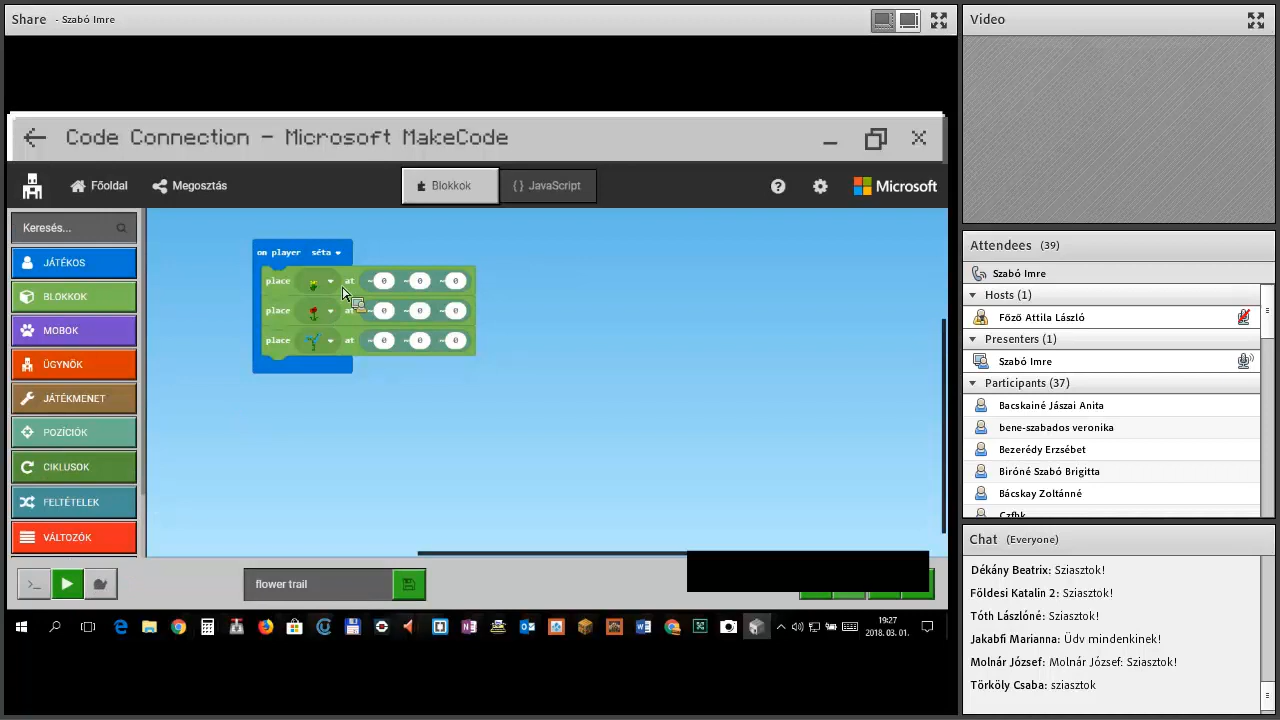 Share - Szabó Imre
Code Connection - Microsoft MakeCode
Főoldal
Megosztás
Blokkok
{ } JavaScript
Microsoft
Keresés...
JÁTÉKOS
BLOKKOK
MOBOK
ÜGYNÖK
JÁTÉKMENET
POZÍCIÓK
CIKLUSOK
FELTÉTELEK
VÁLTOZÓK
on player séta
place at ~0 ~0 ~0
place at ~0 ~0 ~0
place at ~0 ~0 ~0
flower trail
19:27
2018. 03. 01.
Video
Attendees (39)
Szabó Imre
Hosts (1)
Főző Attila László
Presenters (1)
Szabó Imre
Participants (37)
Bacskainé Jászai Anita
bene-szabados veronika
Bezerédy Erzsébet
Biróné Szabó Brigitta
Bácskay Zoltánné
Chat (Everyone)
Dékány Beatrix: Sziasztok!
Földesi Katalin 2: Sziasztok!
Tóth Lászlóné: Sziasztok!
Jakabfi Marianna: Üdv mindenkinek!
Molnár József: Molnár József: Sziasztok!
Törköly Csaba: sziasztok